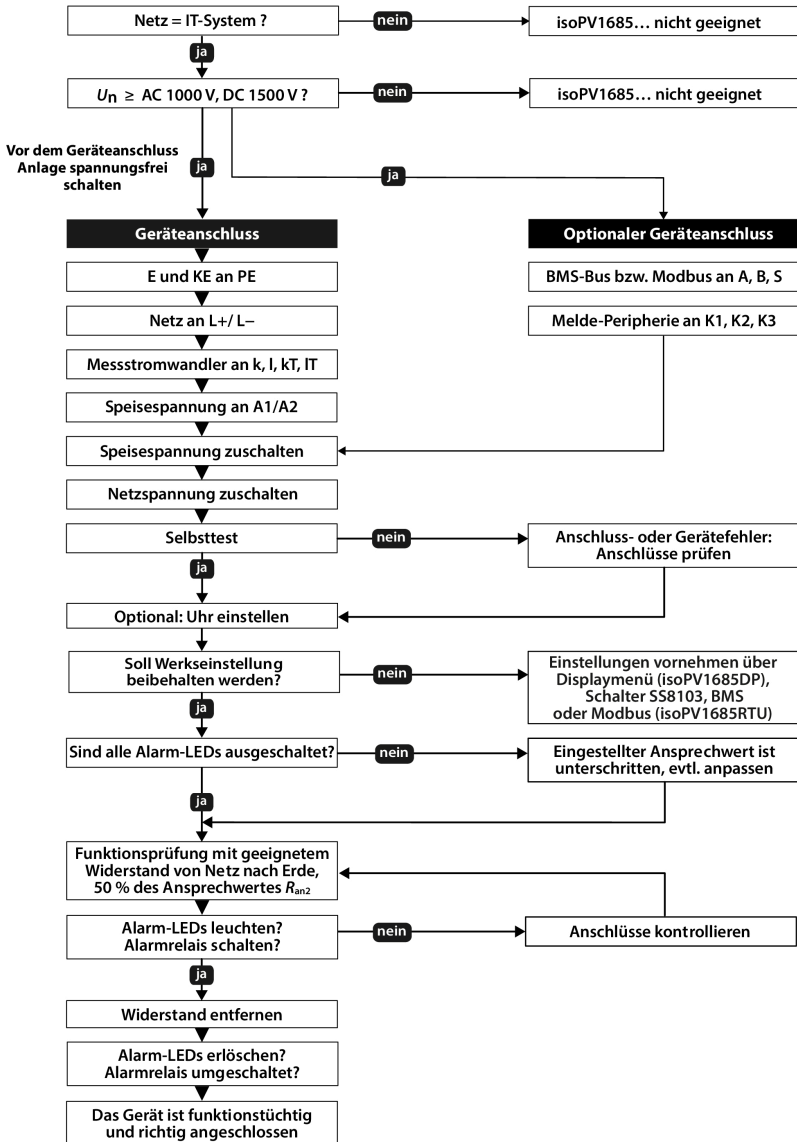 Netz = IT-System ?
nein
isoPV1685… nicht geeignet
ja
Un ≥ AC 1000 V, DC 1500 V ?
nein
isoPV1685… nicht geeignet
Vor dem Geräteanschluss
Anlage spannungsfrei
schalten
ja
ja
Geräteanschluss
Optionaler Geräteanschluss
E und KE an PE
BMS-Bus bzw. Modbus an A, B, S
Netz an L+/ L−
Melde-Peripherie an K1, K2, K3
Messstromwandler an k, l, kT, lT
Speisespannung an A1/A2
Speisespannung zuschalten
Netzspannung zuschalten
Selbsttest
nein
Anschluss- oder Gerätefehler:
Anschlüsse prüfen
ja
Optional: Uhr einstellen
Soll Werkseinstellung
beibehalten werden?
nein
Einstellungen vornehmen über
Displaymenü (isoPV1685DP),
Schalter SS8103, BMS
oder Modbus (isoPV1685RTU)
ja
Sind alle Alarm-LEDs ausgeschaltet?
nein
Eingestellter Ansprechwert ist
unterschritten, evtl. anpassen
ja
Funktionsprüfung mit geeignetem
Widerstand von Netz nach Erde,
50 % des Ansprechwertes Ran2
Alarm-LEDs leuchten?
Alarmrelais schalten?
nein
Anschlüsse kontrollieren
ja
Widerstand entfernen
Alarm-LEDs erlöschen?
Alarmrelais umgeschaltet?
Das Gerät ist funktionstüchtig
und richtig angeschlossen